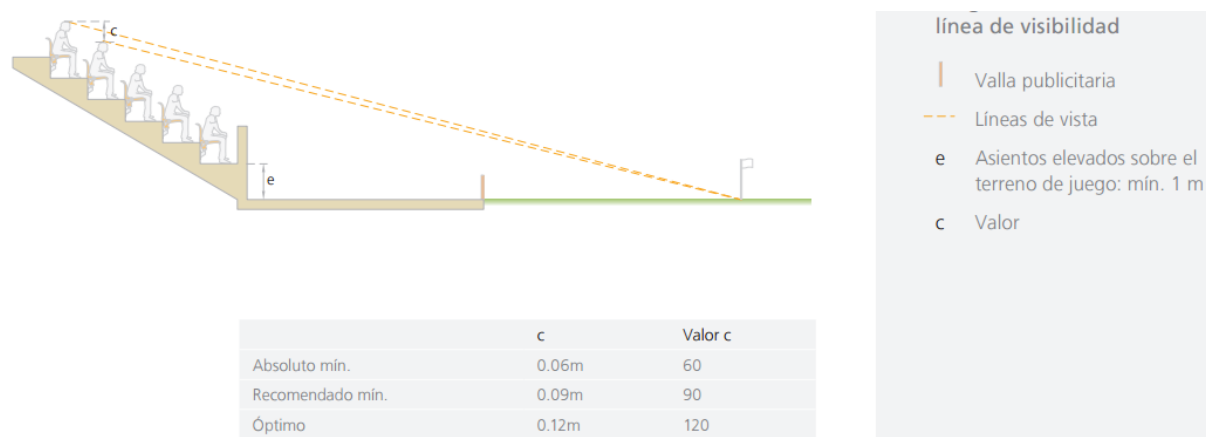 c
e
línea de visibilidad
Valla publicitaria
Líneas de vista
e Asientos elevados sobre el
terreno de juego: mín. 1 m
c Valor
c Valor c
Absoluto mín. 0.06m 60
Recomendado mín. 0.09m 90
Óptimo 0.12m 120